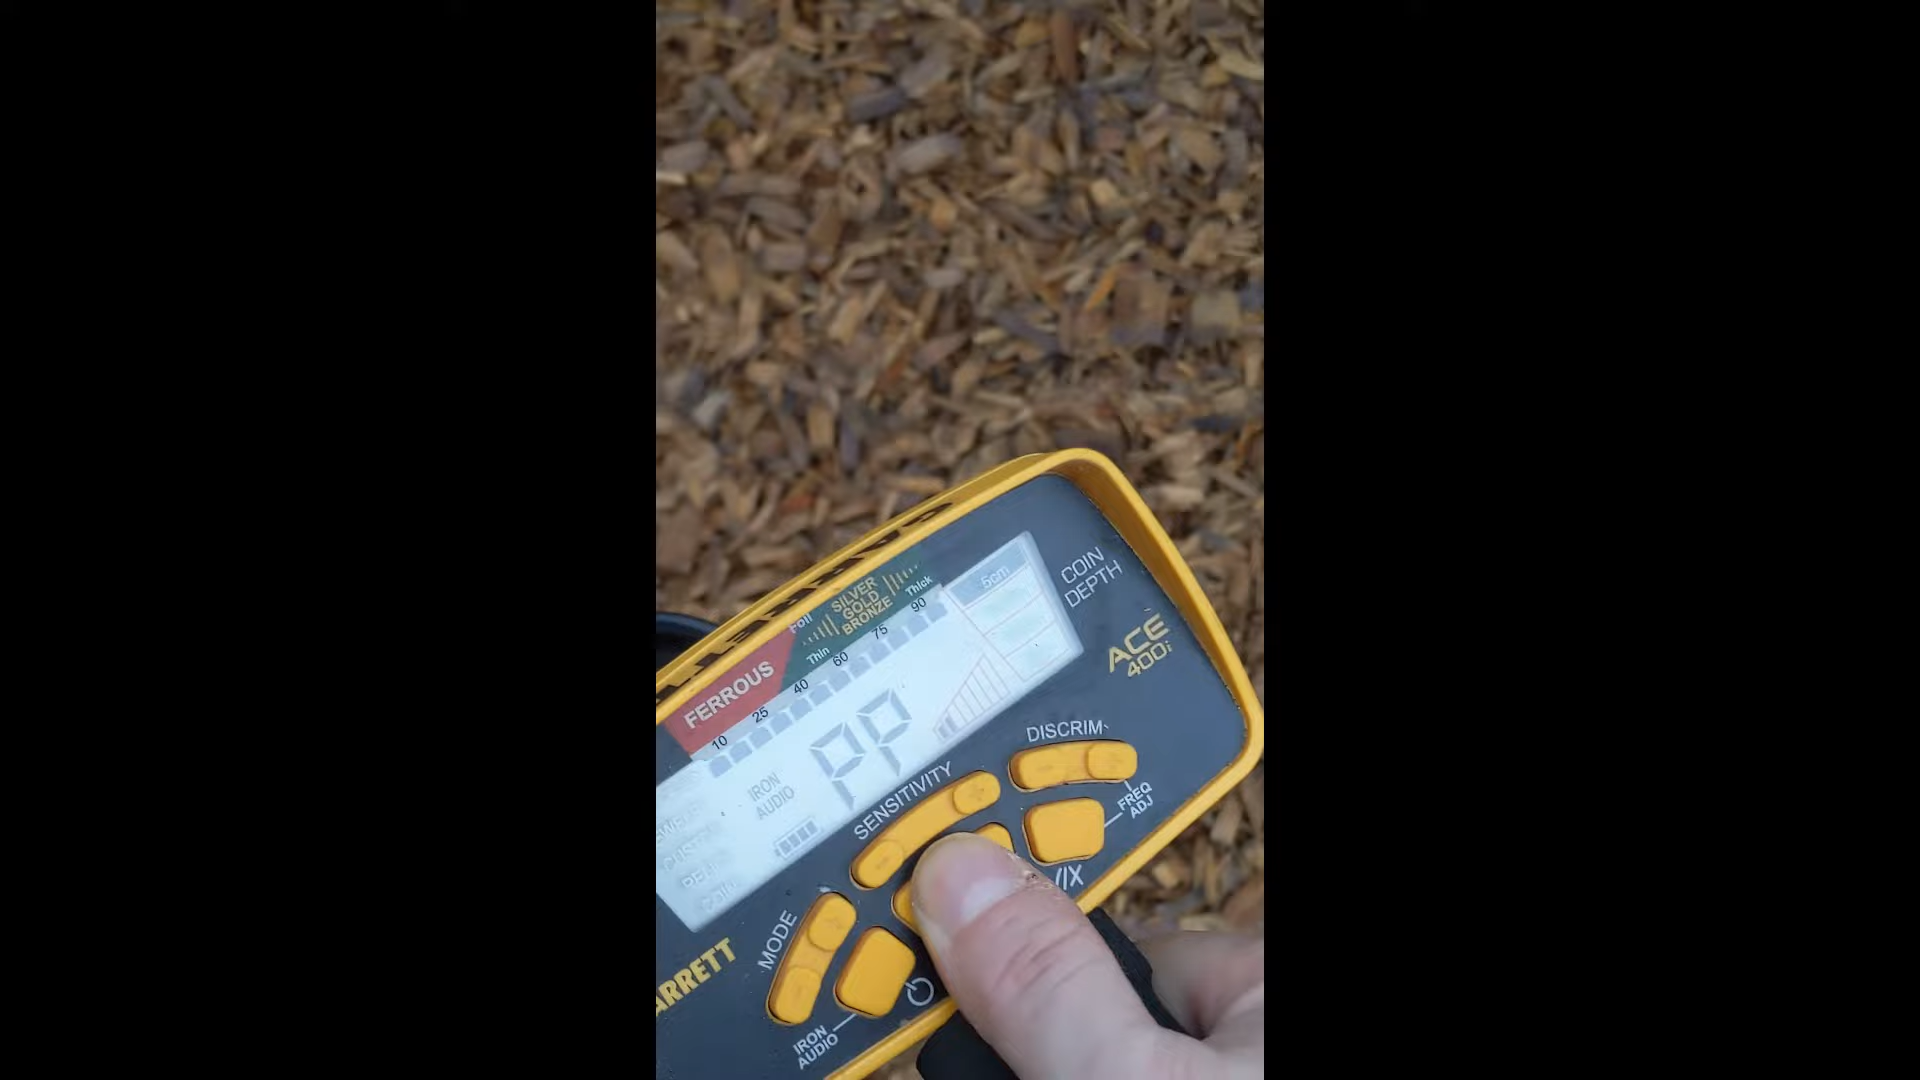 5cm
COIN
DEPTH
SILVER
GOLD
BRONZE
Foil
Thin
Thick
FERROUS
10
25
40
60
75
90
ACE
400i
PP
IRON
AUDIO
SENSITIVITY
DISCRIM
FREQ
ADJ
MODE
IRON
AUDIO